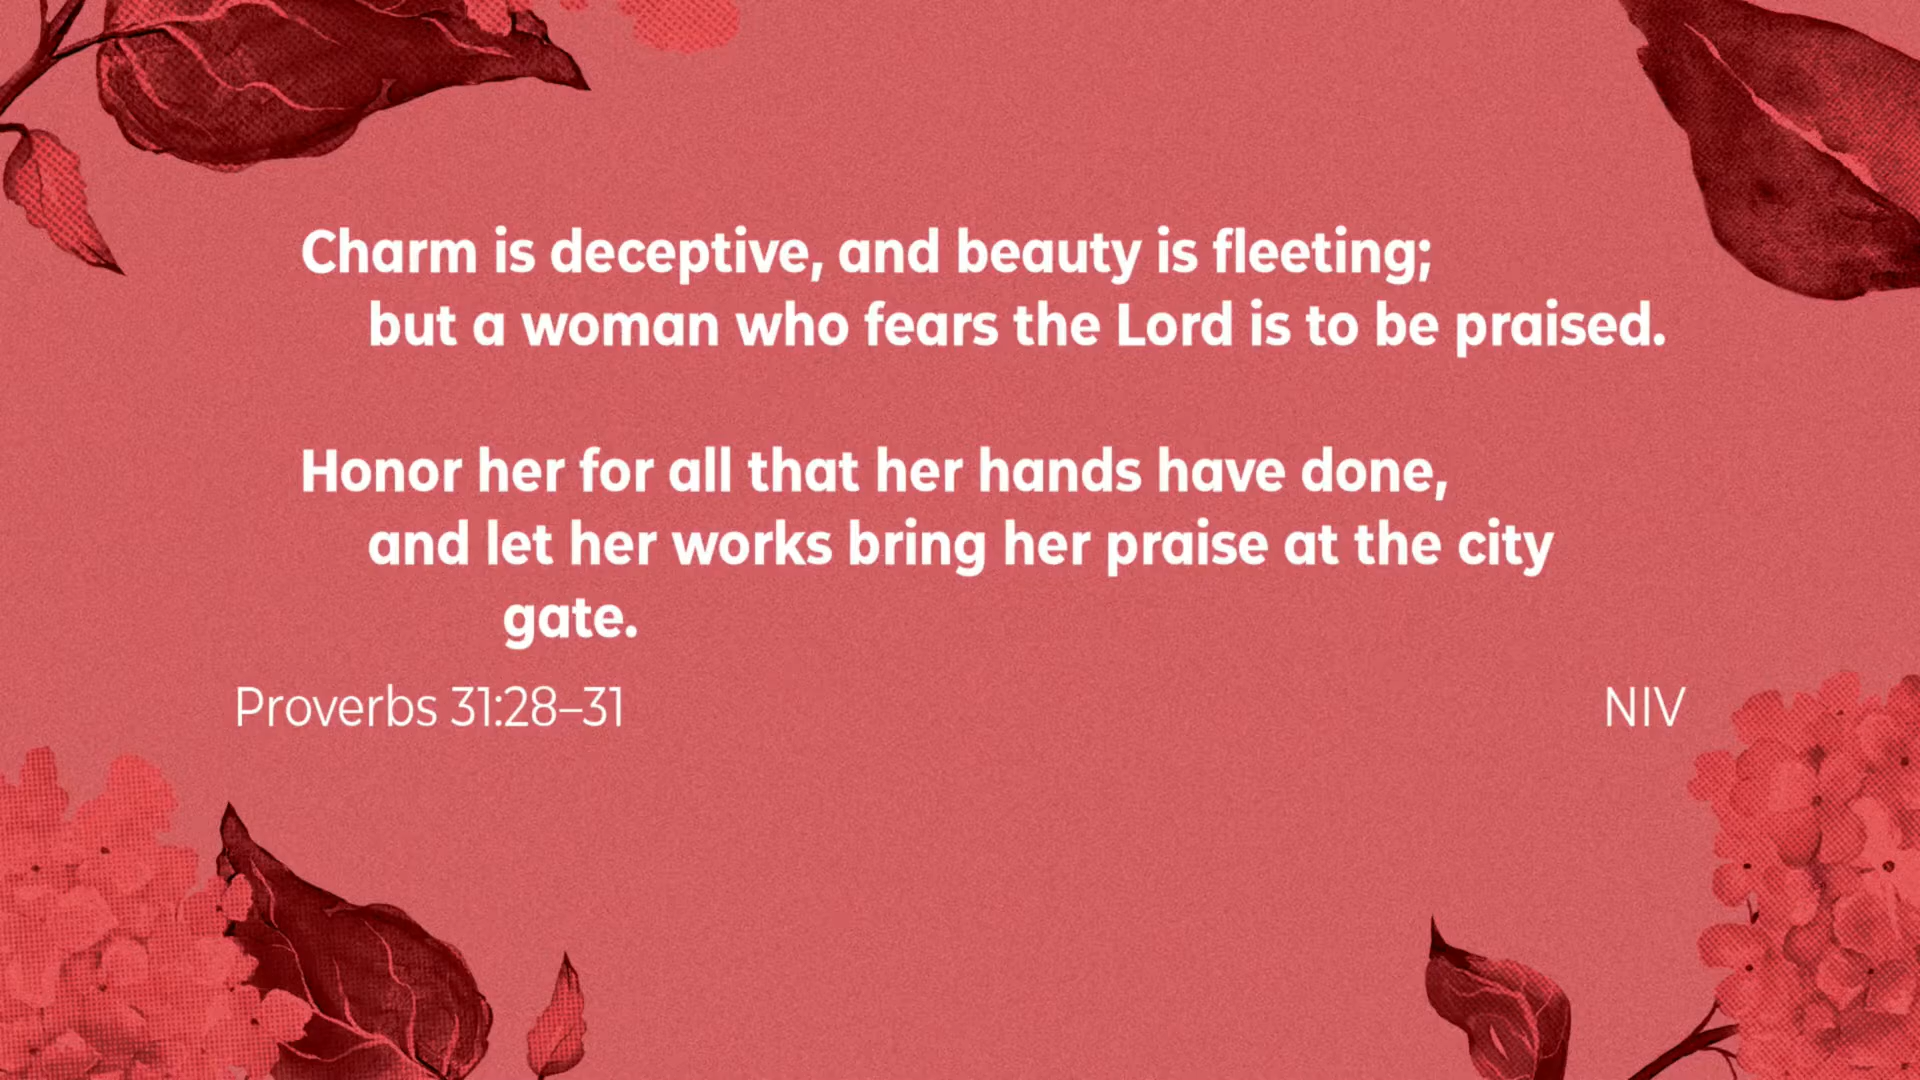 Charm is deceptive, and beauty is fleeting;
but a woman who fears the Lord is to be praised.
Honor her for all that her hands have done,
and let her works bring her praise at the city
gate.
Proverbs 31:28–31 NIV